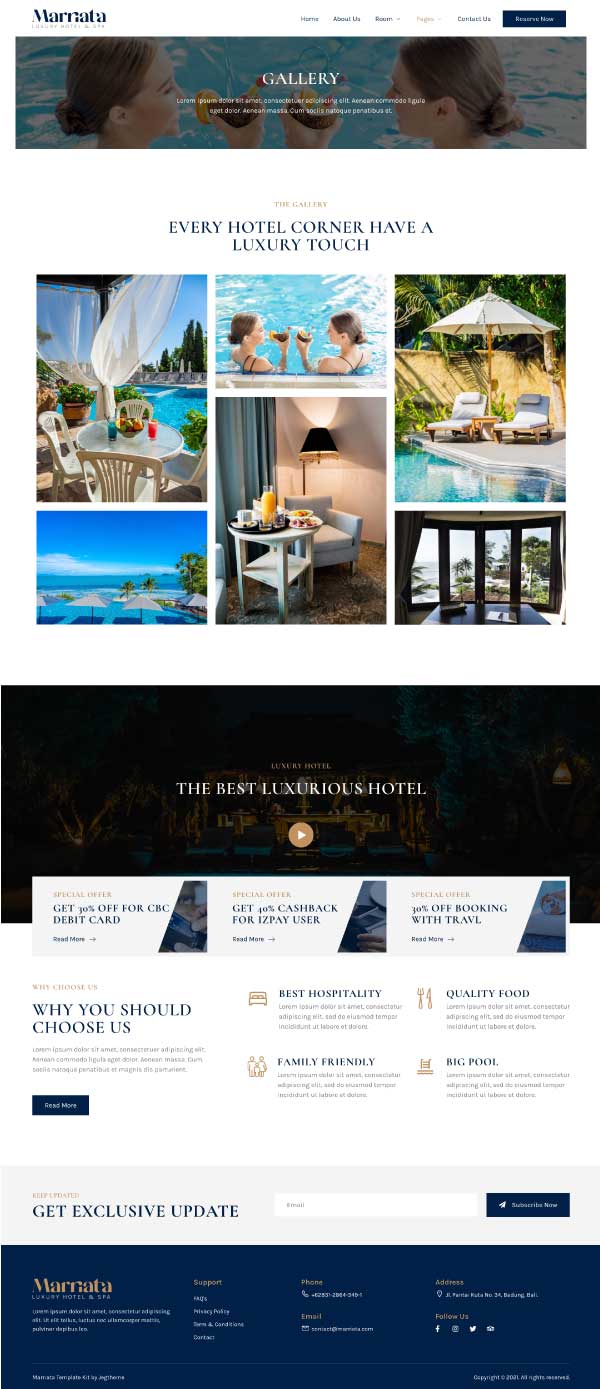 Marriata
LUXURY HOTEL & SPA
Home About Us Room Pages Contact Us Reserve Now
GALLERY
Lorem ipsum dolor sit amet, consectetuer adipiscing elit. Aenean commodo ligula
eget dolor. Aenean massa. Cum sociis natoque penatibus et.
THE GALLERY
EVERY HOTEL CORNER HAVE A
LUXURY TOUCH
LUXURY HOTEL
THE BEST LUXURIOUS HOTEL
SPECIAL OFFER
GET 30% OFF FOR CBC
DEBIT CARD
Read More
SPECIAL OFFER
GET 40% CASHBACK
FOR IZPAY USER
Read More
SPECIAL OFFER
30% OFF BOOKING
WITH TRAVL
Read More
WHY CHOOSE US
WHY YOU SHOULD
CHOOSE US
Lorem ipsum dolor sit amet, consectetuer adipiscing elit.
Aenean commodo ligula eget dolor. Aenean massa. Cum
sociis natoque penatibus et magnis dis parturient.
Read More
BEST HOSPITALITY
Lorem ipsum dolor sit amet, consectetur
adipiscing elit, sed do eiusmod tempor
incididunt ut labore et dolore.
QUALITY FOOD
Lorem ipsum dolor sit amet, consectetur
adipiscing elit, sed do eiusmod tempor
incididunt ut labore et dolore.
FAMILY FRIENDLY
Lorem ipsum dolor sit amet, consectetur
adipiscing elit, sed do eiusmod tempor
incididunt ut labore et dolore.
BIG POOL
Lorem ipsum dolor sit amet, consectetur
adipiscing elit, sed do eiusmod tempor
incididunt ut labore et dolore.
KEEP UPDATED
GET EXCLUSIVE UPDATE
Email
Subscribe Now
Marriata
LUXURY HOTEL & SPA
Lorem ipsum dolor sit amet, consectetur adipiscing
elit. Ut elit tellus, luctus nec ullamcorper mattis,
pulvinar dapibus leo.
Support
FAQ's
Privacy Policy
Term & Conditions
Contact
Phone
+62831-2864-349-1
Email
contact@marriata.com
Address
Jl. Pantai Kuta No. 34, Badung, Bali.
Follow Us
Marriata Template Kit by Jegtheme
Copyright © 2021. All rights reserved.